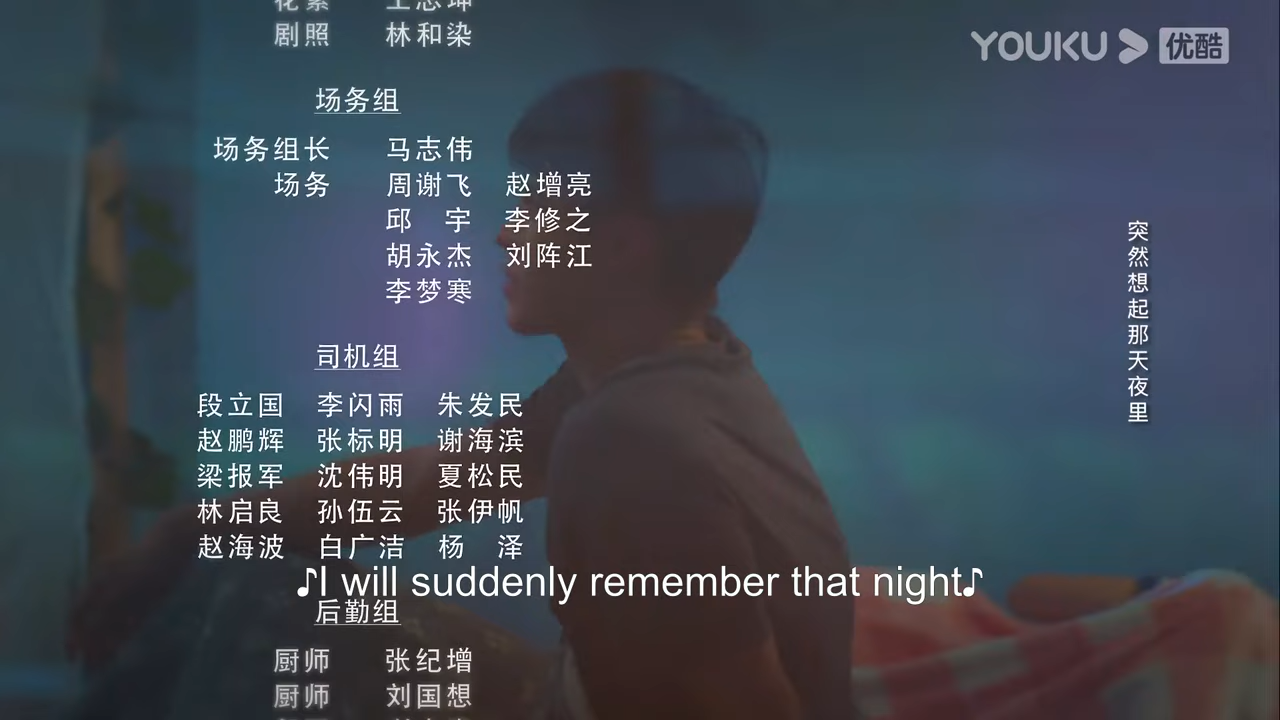 花絮 王志坤
剧照 林和染
YOUKU 优酷
场务组
场务组长 马志伟
场务 周谢飞 赵增亮
邱 宇 李修之
胡永杰 刘阵江
李梦寒
突然想起那天夜里
司机组
段立国 李闪雨 朱发民
赵鹏辉 张标明 谢海滨
梁报军 沈伟明 夏松民
林启良 孙伍云 张伊帆
赵海波 白广洁 杨 泽
♪I will suddenly remember that night♪
后勤组
厨师 张纪增
厨师 刘国想